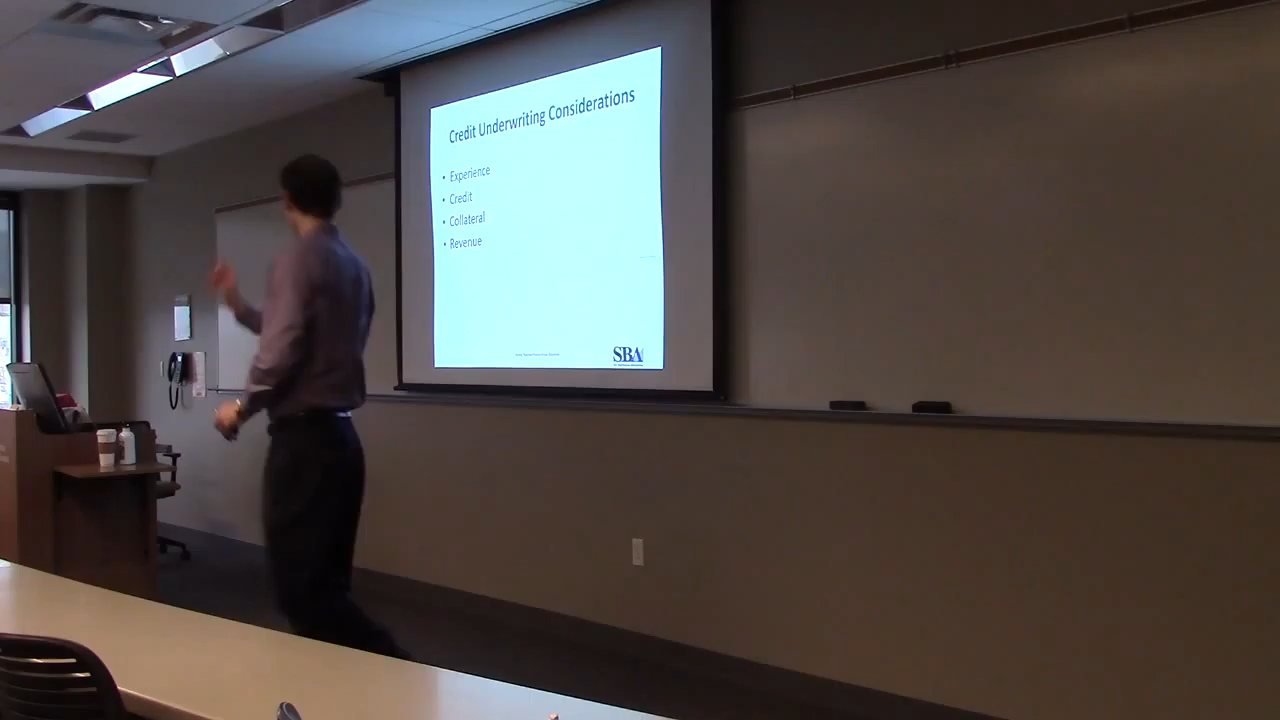 Credit Underwriting Considerations
• Experience
• Credit
• Collateral
• Revenue
SBA